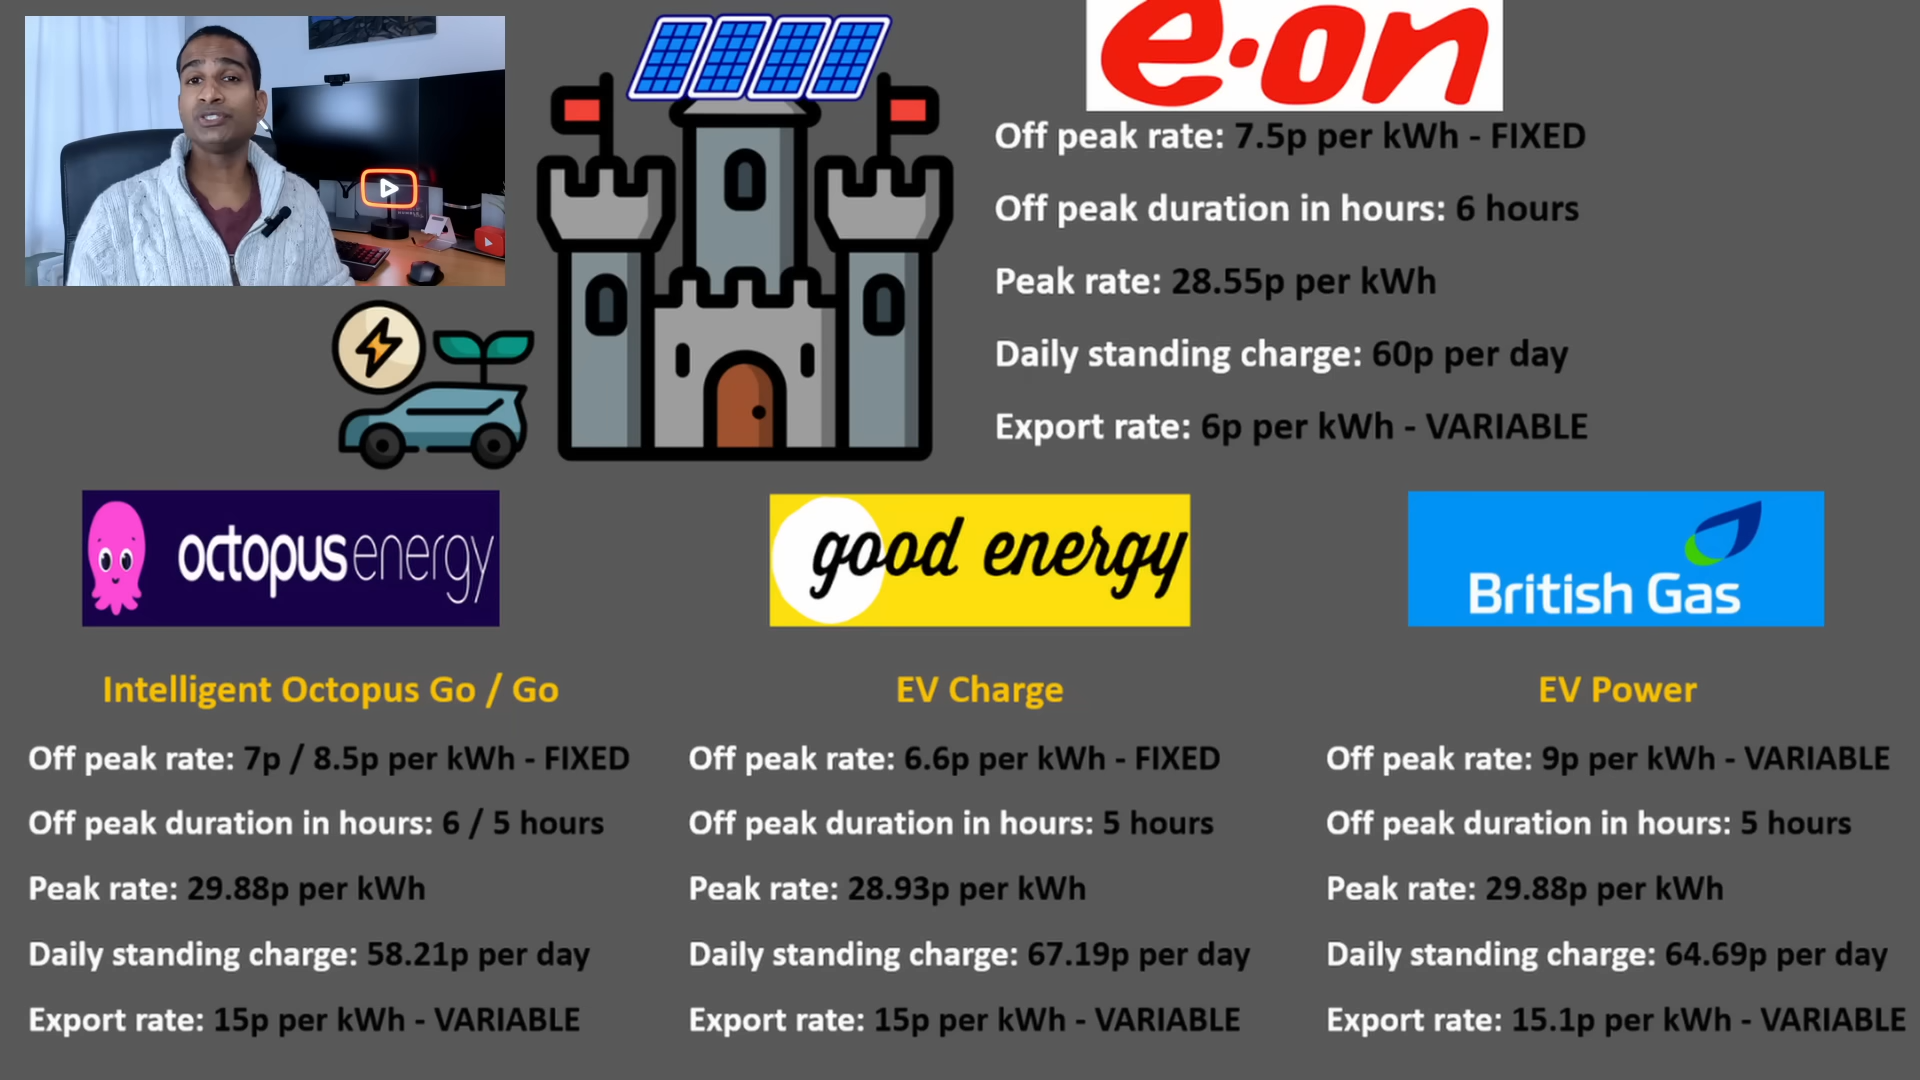 e·on
Off peak rate: 7.5p per kWh - FIXED
Off peak duration in hours: 6 hours
Peak rate: 28.55p per kWh
Daily standing charge: 60p per day
Export rate: 6p per kWh - VARIABLE
octopus energy
Intelligent Octopus Go / Go
Off peak rate: 7p / 8.5p per kWh - FIXED
Off peak duration in hours: 6 / 5 hours
Peak rate: 29.88p per kWh
Daily standing charge: 58.21p per day
Export rate: 15p per kWh - VARIABLE
good energy
EV Charge
Off peak rate: 6.6p per kWh - FIXED
Off peak duration in hours: 5 hours
Peak rate: 28.93p per kWh
Daily standing charge: 67.19p per day
Export rate: 15p per kWh - VARIABLE
British Gas
EV Power
Off peak rate: 9p per kWh - VARIABLE
Off peak duration in hours: 5 hours
Peak rate: 29.88p per kWh
Daily standing charge: 64.69p per day
Export rate: 15.1p per kWh - VARIABLE